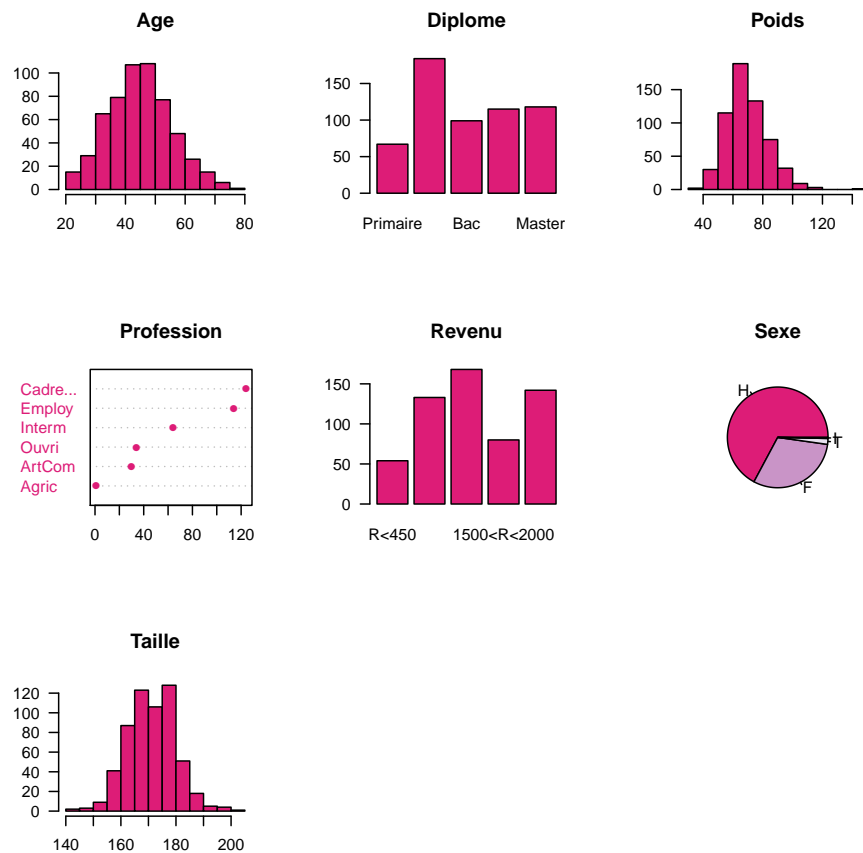 Age
100
80
60
40
20
0
20 40 60 80
Diplome
150
100
50
0
Primaire Bac Master
Poids
150
100
50
0
40 80 120
Profession
Cadre...
Employ
Interm
Ouvri
ArtCom
Agric
0 40 80 120
Revenu
150
100
50
0
R<450 1500<R<2000
Sexe
H
I
T
F
Taille
120
100
80
60
40
20
0
140 160 180 200